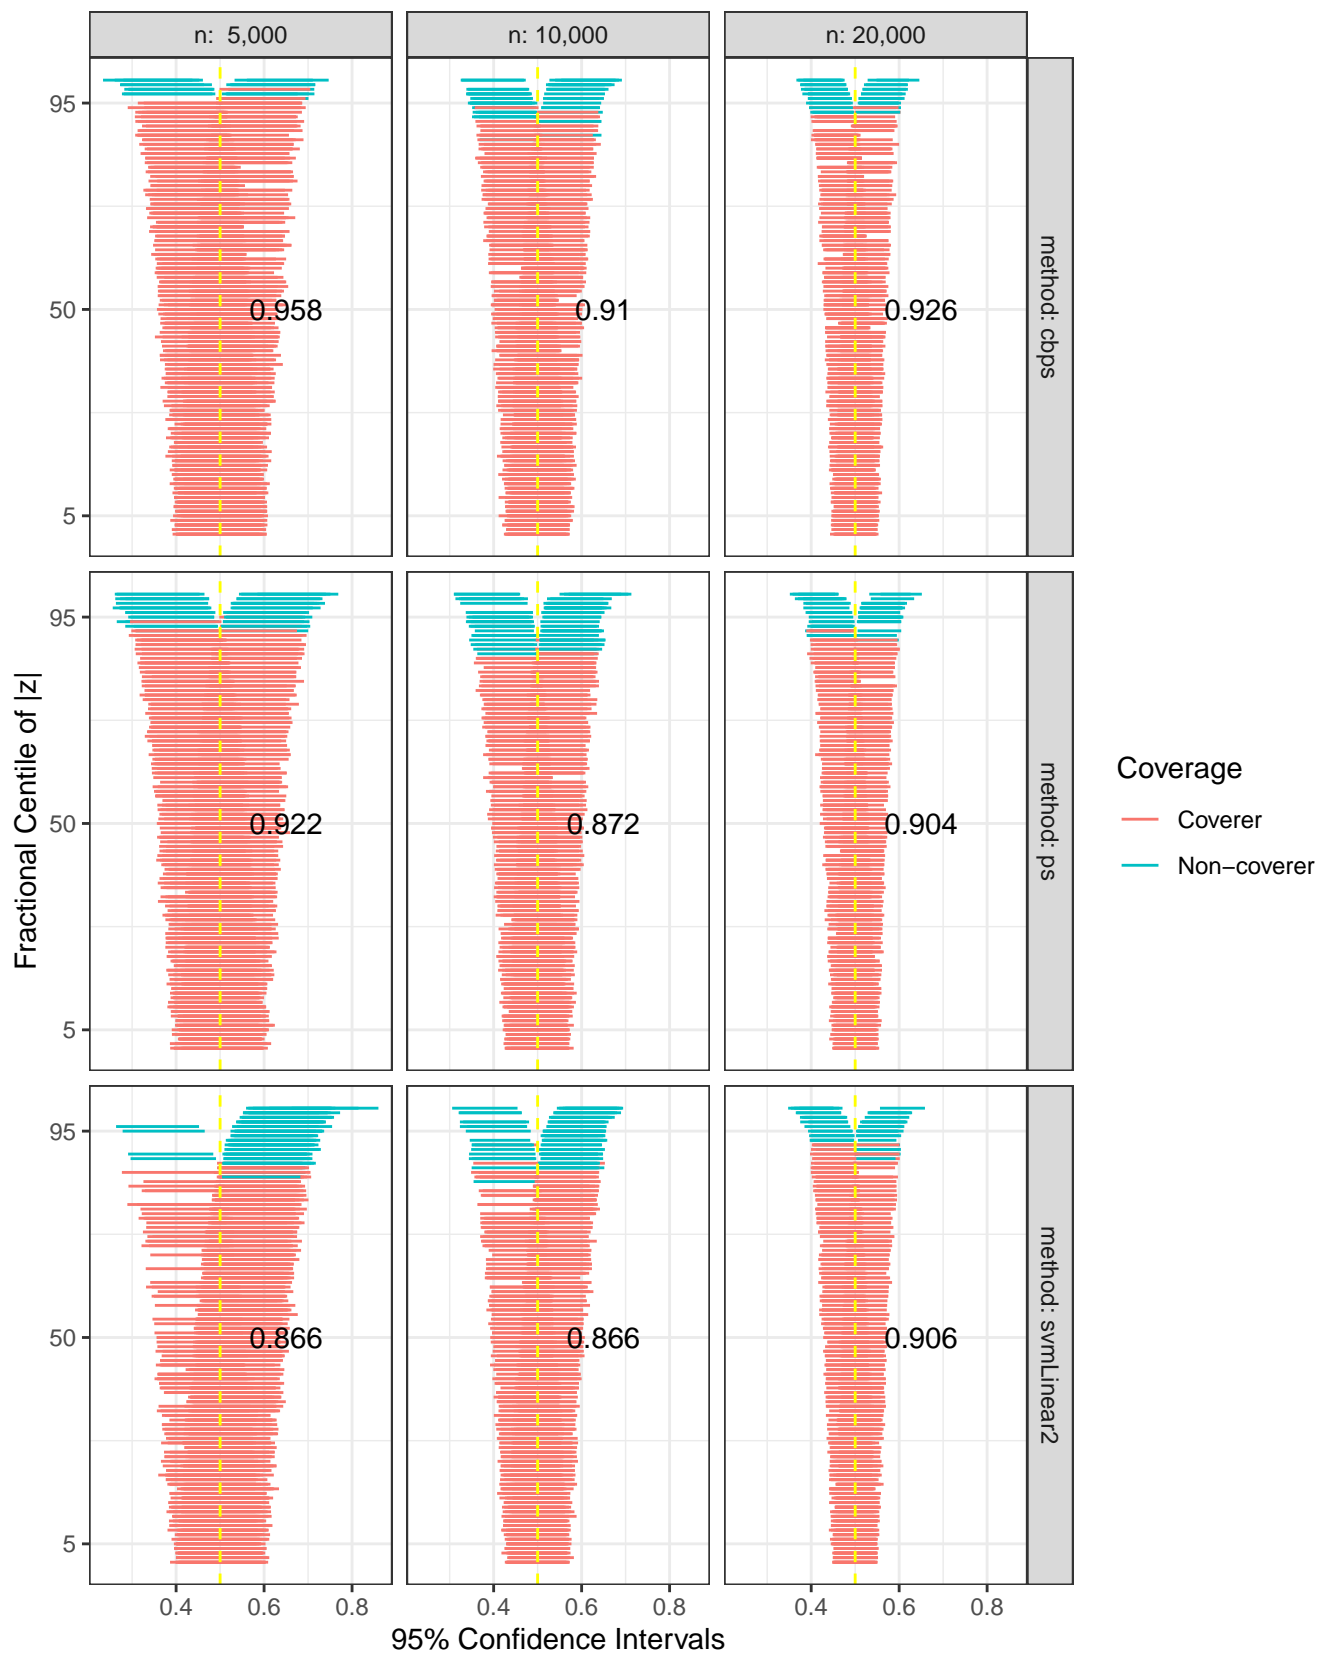 n:  5,000
n: 10,000
n: 20,000
95
50
5
0.958
0.91
0.926
method: cbps
95
50
5
0.922
0.872
0.904
method: ps
Fractional Centile of |z|
95
50
5
0.866
0.866
0.906
method: svmLinear2
0.4 0.6 0.8
0.4 0.6 0.8
0.4 0.6 0.8
95% Confidence Intervals
Coverage
Coverer
Non−coverer